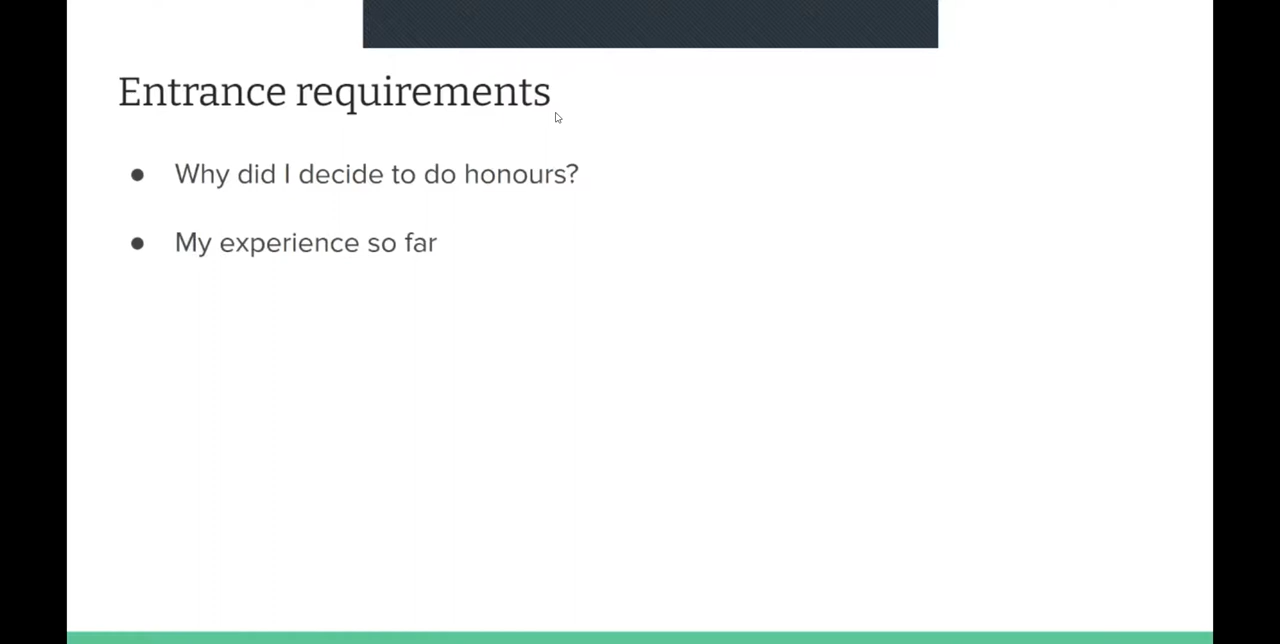 Entrance requirements
● Why did I decide to do honours?
● My experience so far